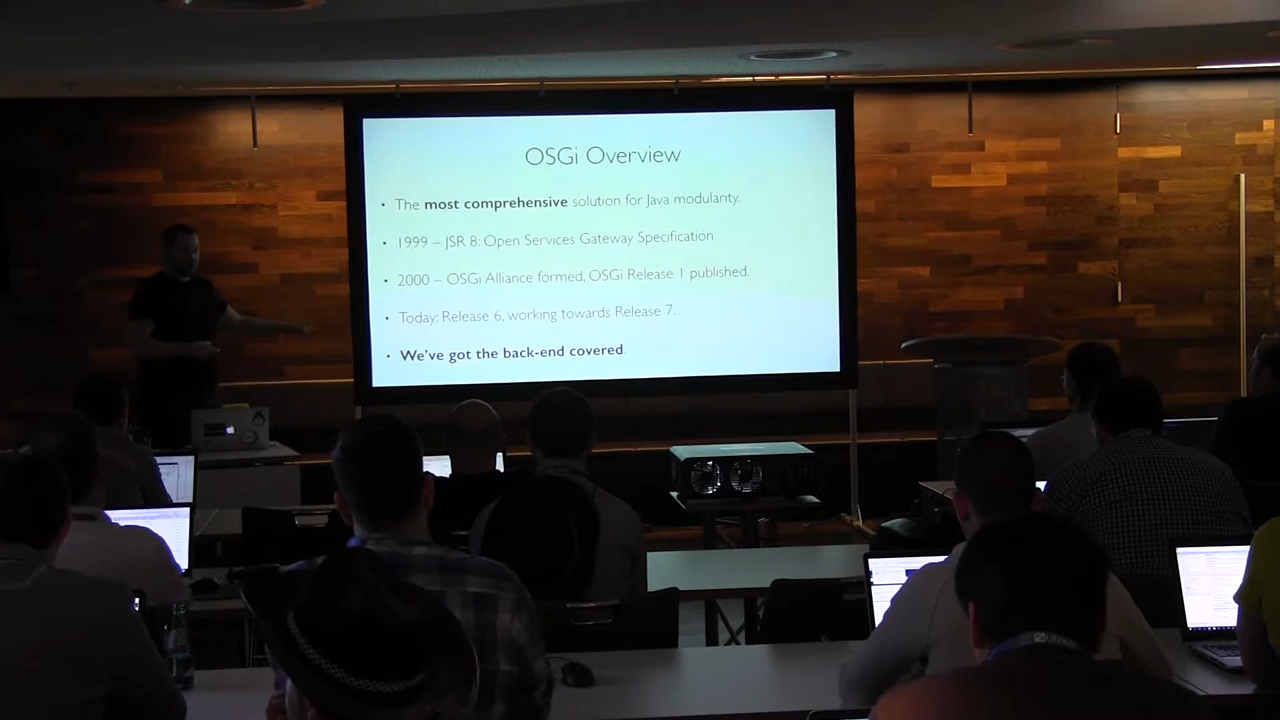 OSGi Overview
• The most comprehensive solution for Java modularity.
• 1999 – JSR 8: Open Services Gateway Specification
• 2000 – OSGi Alliance formed, OSGi Release 1 published.
• Today: Release 6, working towards Release 7.
• We've got the back-end covered.